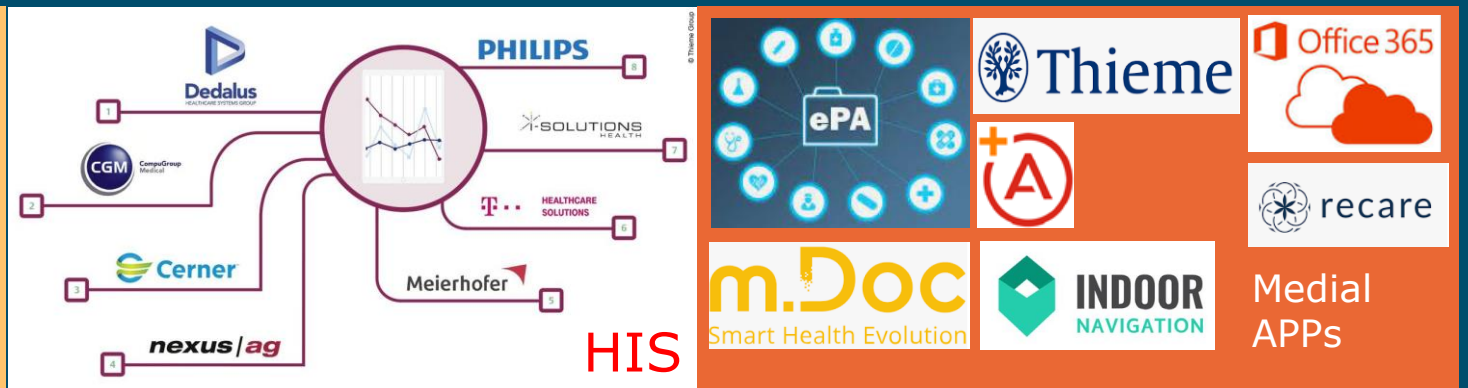 © Thieme Group
Dedalus
HEALTHCARE SYSTEMS GROUP
1
CGM
CompuGroup
Medical
2
Cerner
3
nexus|ag
4
PHILIPS
8
i-SOLUTIONS
HEALTH
7
T··
HEALTHCARE
SOLUTIONS
6
Meierhofer
5
HIS
ePA
Thieme
Office 365
+A
recare
m.Doc
Smart Health Evolution
INDOOR
NAVIGATION
Medial
APPs